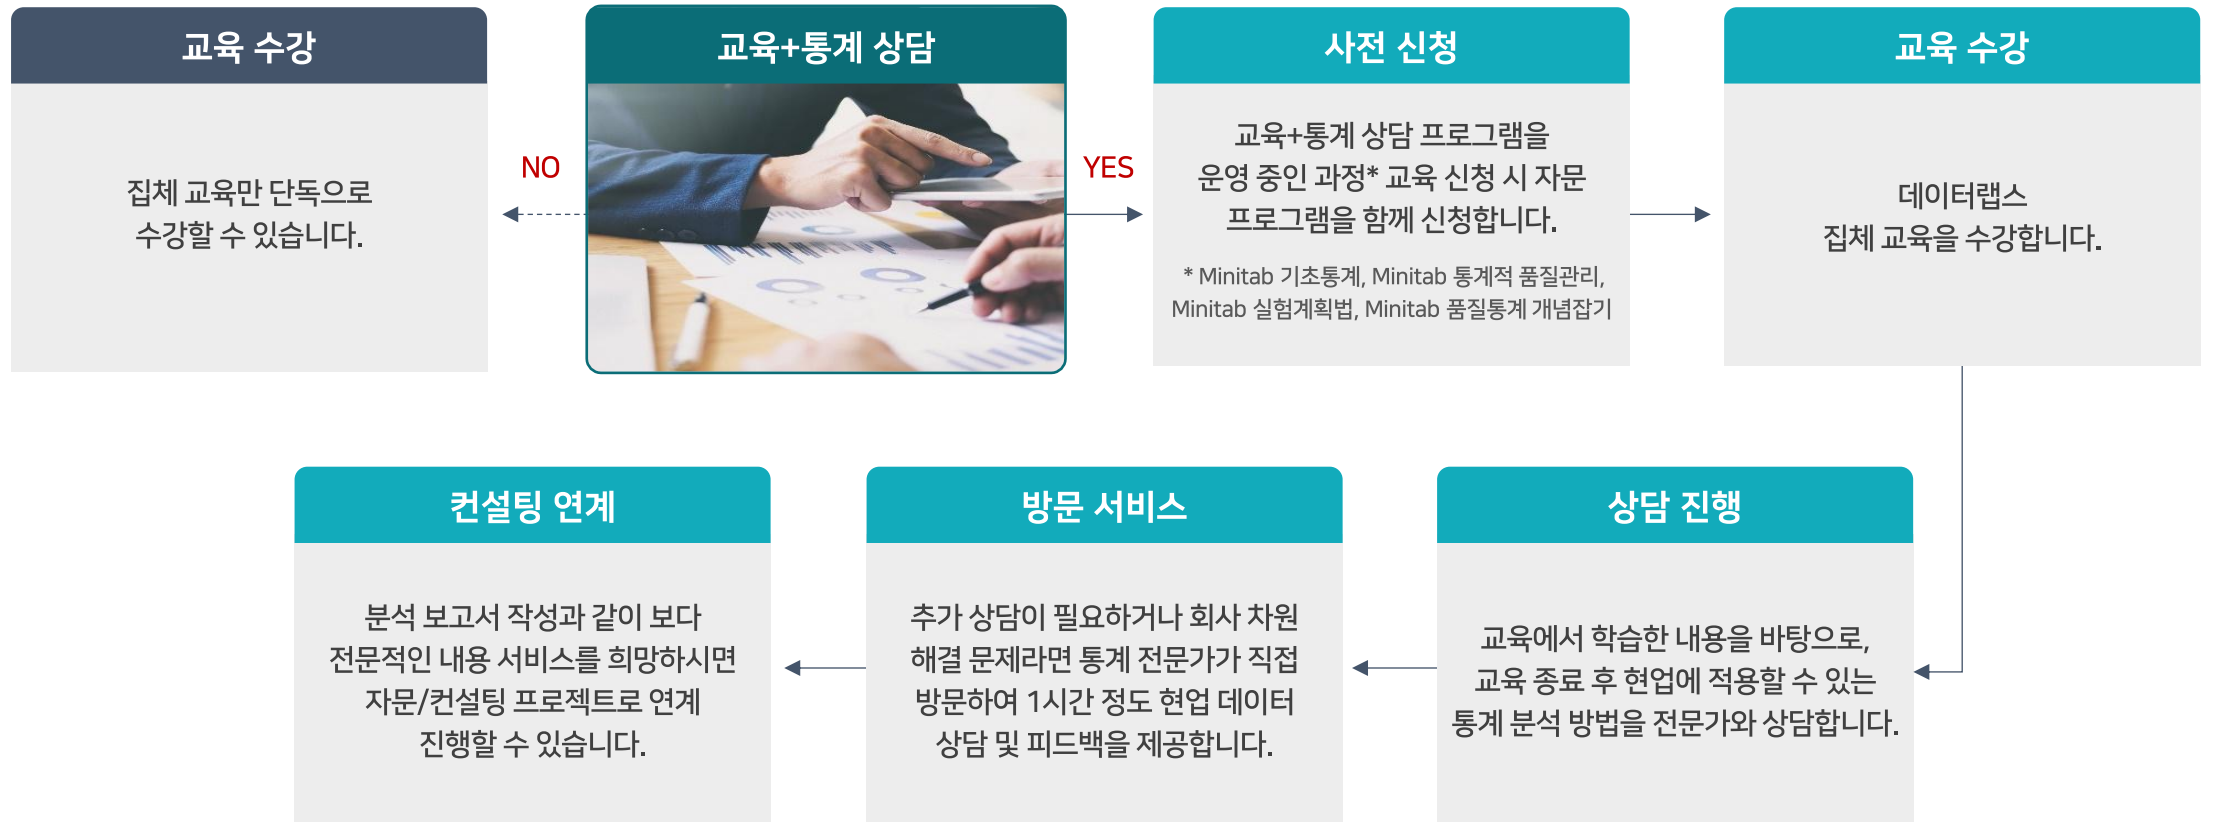 교육 수강
집체 교육만 단독으로
수강할 수 있습니다.
NO
교육+통계 상담
YES
사전 신청
교육+통계 상담 프로그램을
운영 중인 과정* 교육 신청 시 자문
프로그램을 함께 신청합니다.
* Minitab 기초통계, Minitab 통계적 품질관리,
Minitab 실험계획법, Minitab 품질통계 개념잡기
교육 수강
데이터랩스
집체 교육을 수강합니다.
컨설팅 연계
분석 보고서 작성과 같이 보다
전문적인 내용 서비스를 희망하시면
자문/컨설팅 프로젝트로 연계
진행할 수 있습니다.
방문 서비스
추가 상담이 필요하거나 회사 차원
해결 문제라면 통계 전문가가 직접
방문하여 1시간 정도 현업 데이터
상담 및 피드백을 제공합니다.
상담 진행
교육에서 학습한 내용을 바탕으로,
교육 종료 후 현업에 적용할 수 있는
통계 분석 방법을 전문가와 상담합니다.